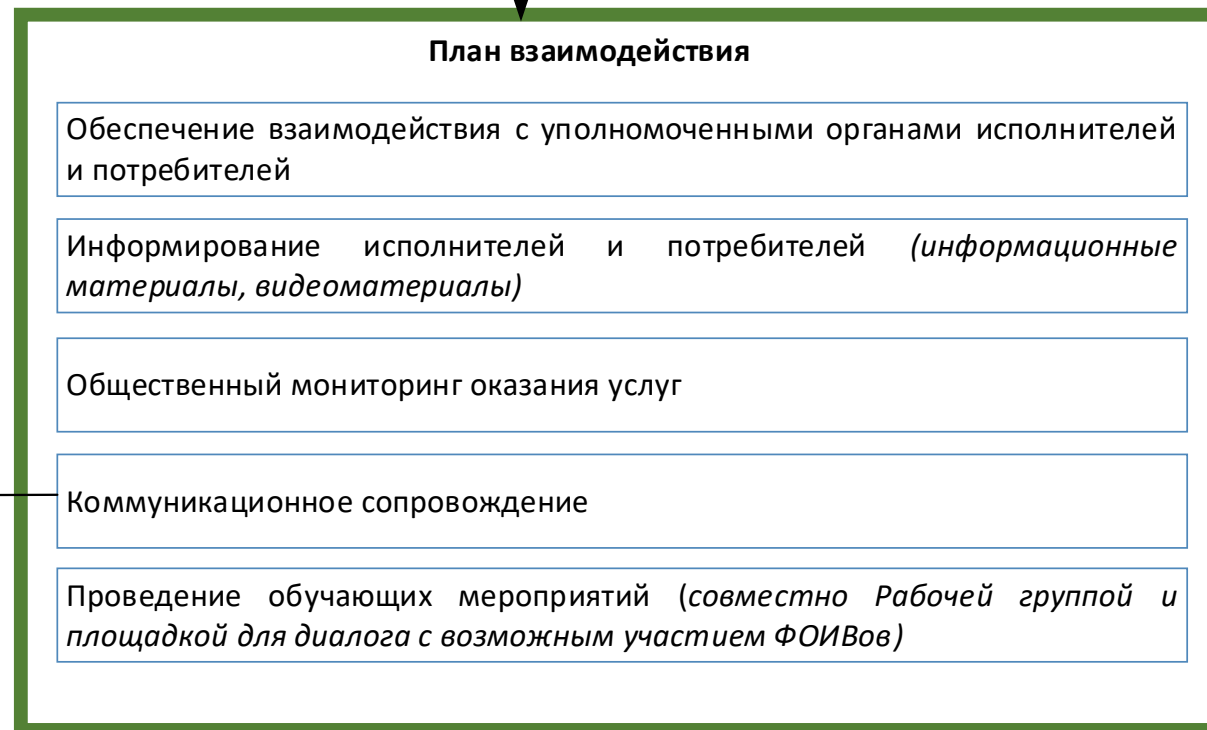 План взаимодействия
Обеспечение взаимодействия с уполномоченными органами исполнителей
и потребителей
Информирование исполнителей и потребителей (информационные
материалы, видеоматериалы)
Общественный мониторинг оказания услуг
Коммуникационное сопровождение
Проведение обучающих мероприятий (совместно Рабочей группой и
площадкой для диалога с возможным участием ФОИВов)